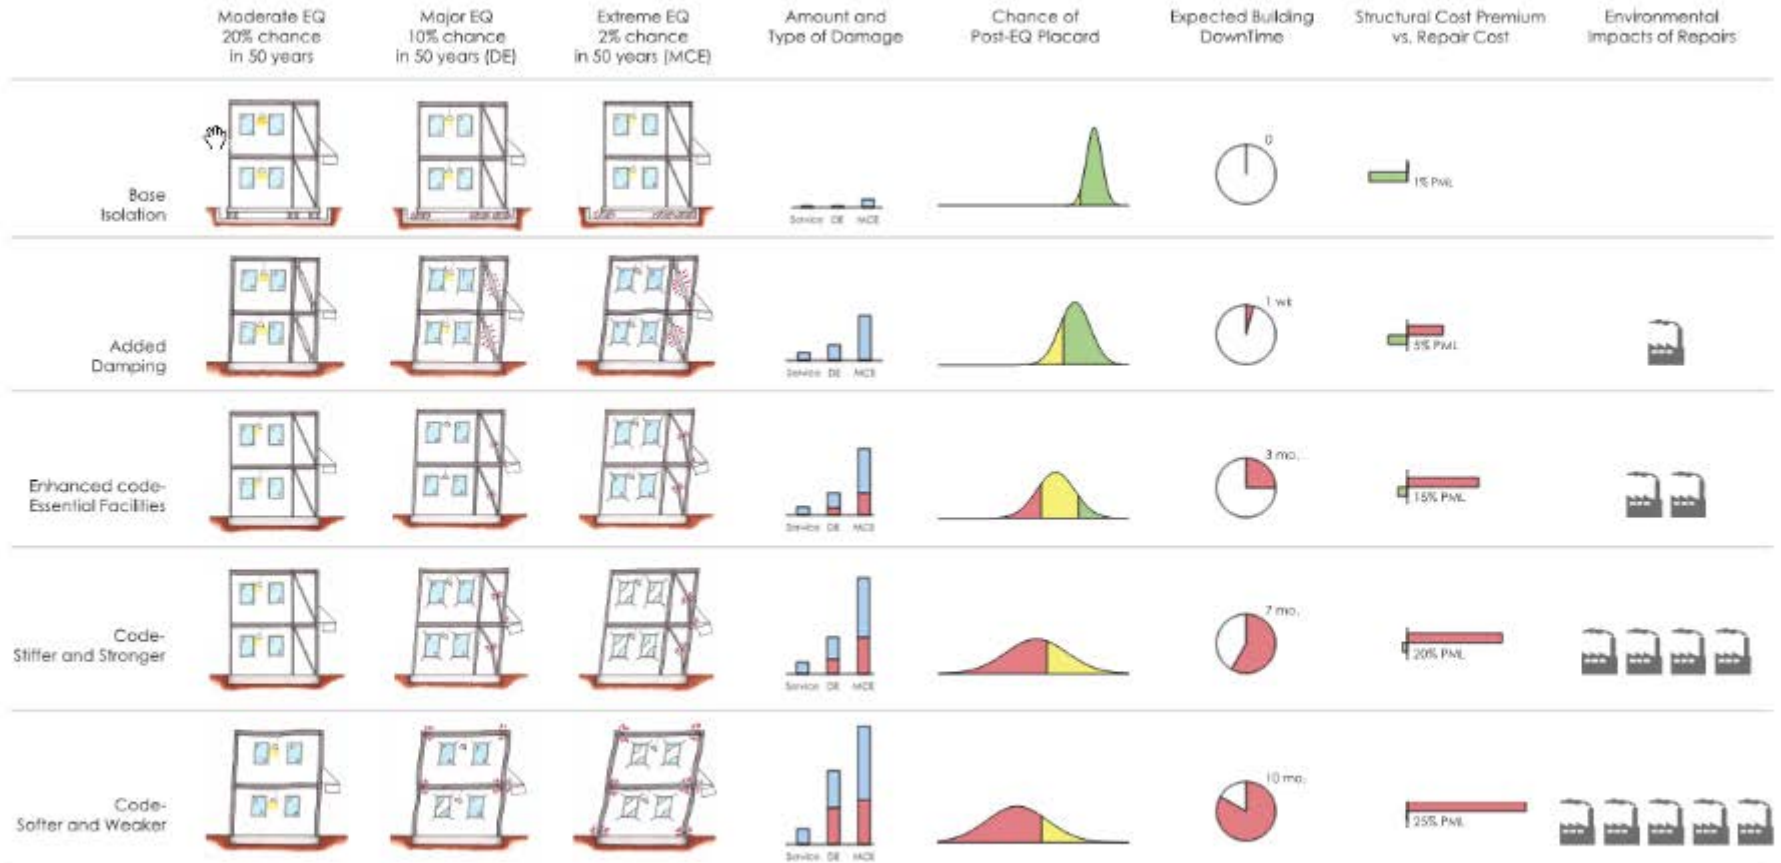 Moderate EQ
20% chance
in 50 years
Major EQ
10% chance
in 50 years (DE)
Extreme EQ
2% chance
in 50 years (MCE)
Amount and
Type of Damage
Chance of
Post-EQ Placard
Expected Building
DownTime
Structural Cost Premium
vs. Repair Cost
Environmental
Impacts of Repairs
Base
Isolation
Service DE MCE
0
1% PML
Added
Damping
Service DE MCE
1 wk
5% PML
Enhanced code-
Essential Facilities
Service DE MCE
3 mo.
15% PML
Code-
Stiffer and Stronger
Service DE MCE
7 mo.
20% PML
Code-
Softer and Weaker
Service DE MCE
10 mo.
25% PML